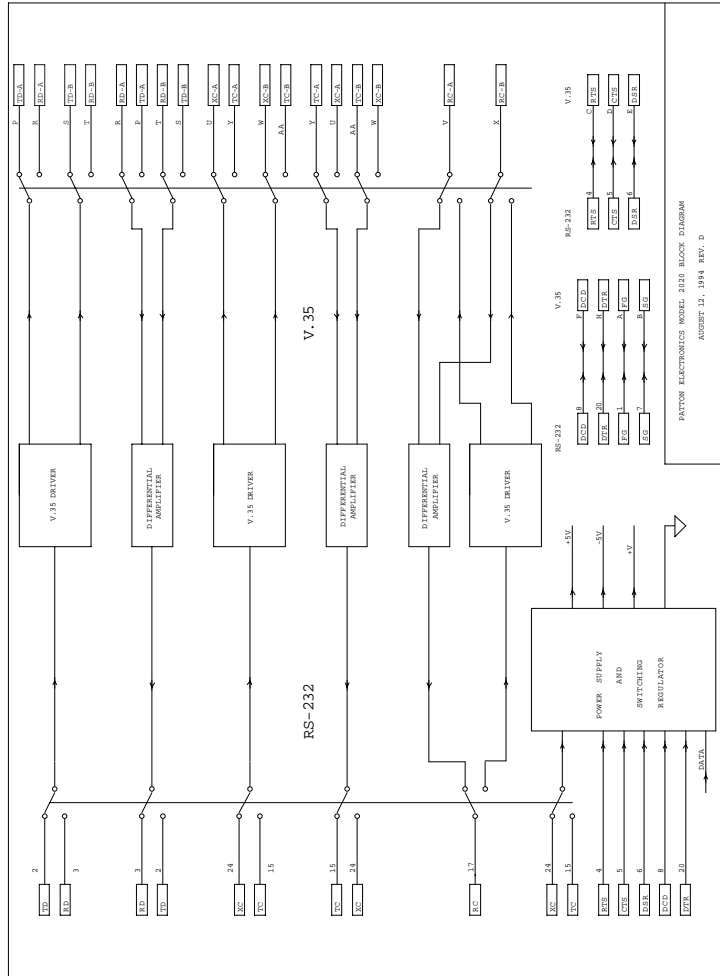 RS-232
V.35
2
TD
3
RD
3
RD
2
TD
24
XC
15
TC
15
TC
24
XC
17
RC
24
XC
15
TC
4
RTS
5
CTS
6
DSR
8
DCD
20
DTR
DATA
V.35 DRIVER
DIFFERENTIAL
AMPLIFIER
V.35 DRIVER
DIFFERENTIAL
AMPLIFIER
DIFFERENTIAL
AMPLIFIER
V.35 DRIVER
POWER SUPPLY
AND
SWITCHING
REGULATOR
+5V
-5V
+V
P TD-A
R RD-A
S TD-B
T RD-B
R RD-A
P TD-A
T RD-B
S TD-B
U XC-A
Y TC-A
W XC-B
AA TC-B
Y TC-A
U XC-A
AA TC-B
W XC-B
V RC-A
X RC-B
RS-232 V.35
DCD 8 F DCD
DTR 20 H DTR
FG 1 A FG
SG 7 B SG
RS-232 V.35
RTS 4 C RTS
CTS 5 D CTS
DSR 6 E DSR
PATTON ELECTRONICS MODEL 2020 BLOCK DIAGRAM
AUGUST 12, 1994 REV. D